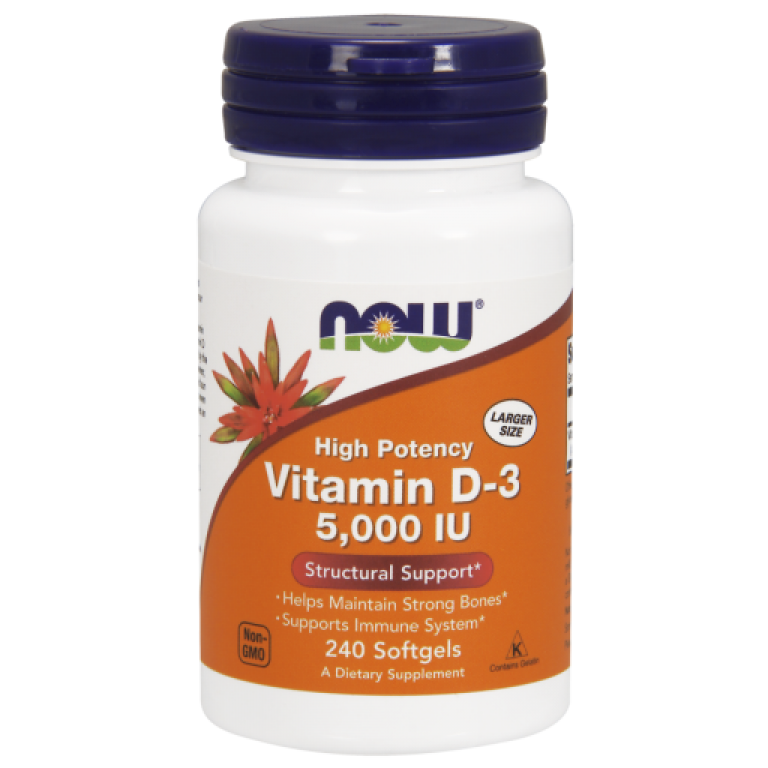 NOW®
LARGER
SIZE
High Potency
Vitamin D-3
5,000 IU
Structural Support*
• Helps Maintain Strong Bones*
• Supports Immune System*
Non-
GMO
240 Softgels
A Dietary Supplement
K
Contains Gelatin